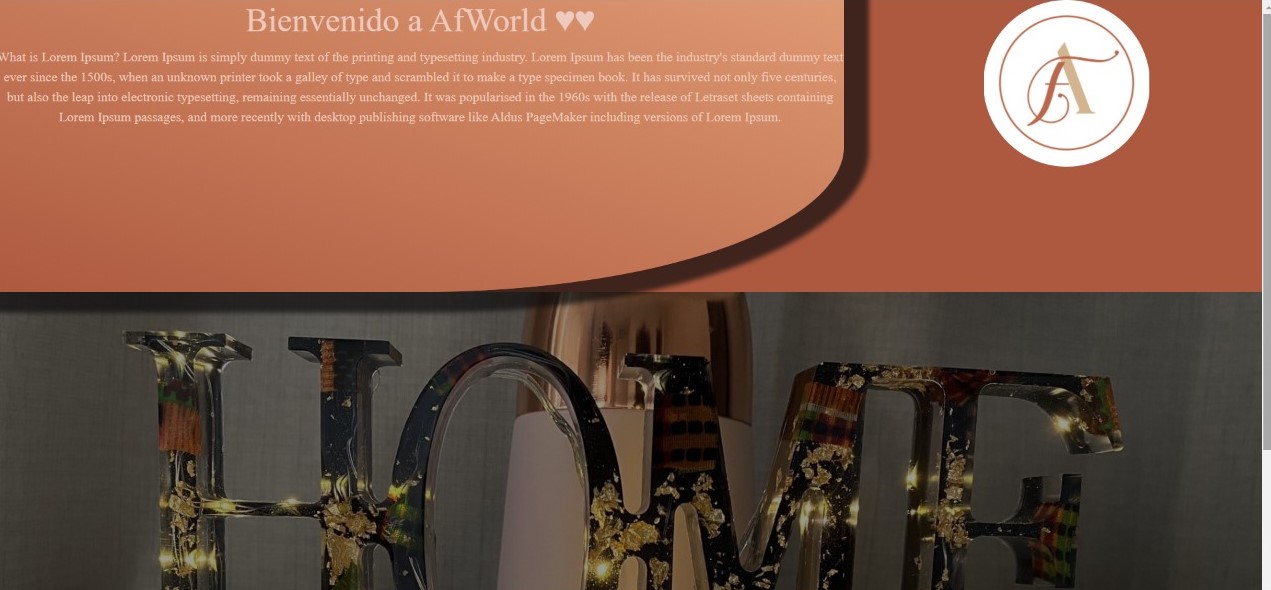 Bienvenido a AfWorld ♥♥
What is Lorem Ipsum? Lorem Ipsum is simply dummy text of the printing and typesetting industry. Lorem Ipsum has been the industry's standard dummy text
ever since the 1500s, when an unknown printer took a galley of type and scrambled it to make a type specimen book. It has survived not only five centuries,
but also the leap into electronic typesetting, remaining essentially unchanged. It was popularised in the 1960s with the release of Letraset sheets containing
Lorem Ipsum passages, and more recently with desktop publishing software like Aldus PageMaker including versions of Lorem Ipsum.
fA
HOME